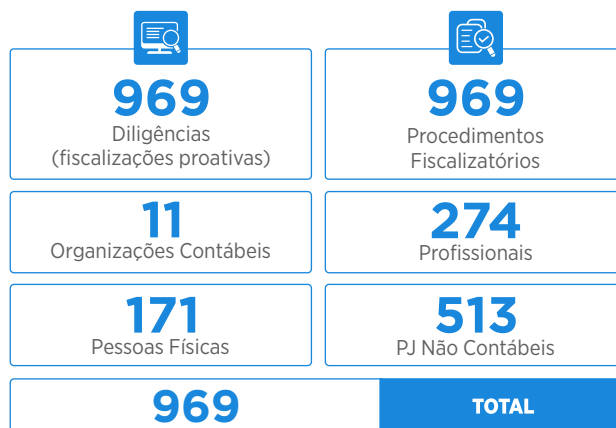 969
Diligências
(fiscalizações proativas)
969
Procedimentos
Fiscalizatórios
11
Organizações Contábeis
274
Profissionais
171
Pessoas Físicas
513
PJ Não Contábeis
969
TOTAL